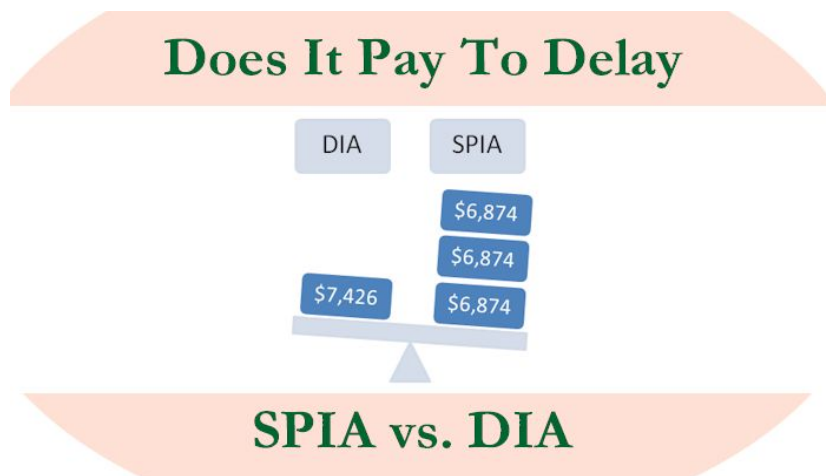 Does It Pay To Delay
DIA SPIA
$6,874
$6,874
$7,426 $6,874
SPIA vs. DIA